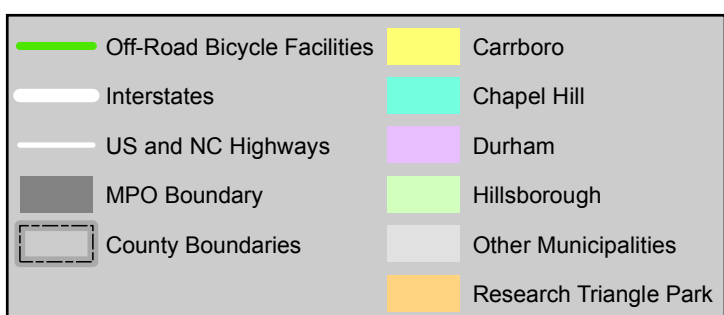 Off-Road Bicycle Facilities
Interstates
US and NC Highways
MPO Boundary
County Boundaries
Carrboro
Chapel Hill
Durham
Hillsborough
Other Municipalities
Research Triangle Park